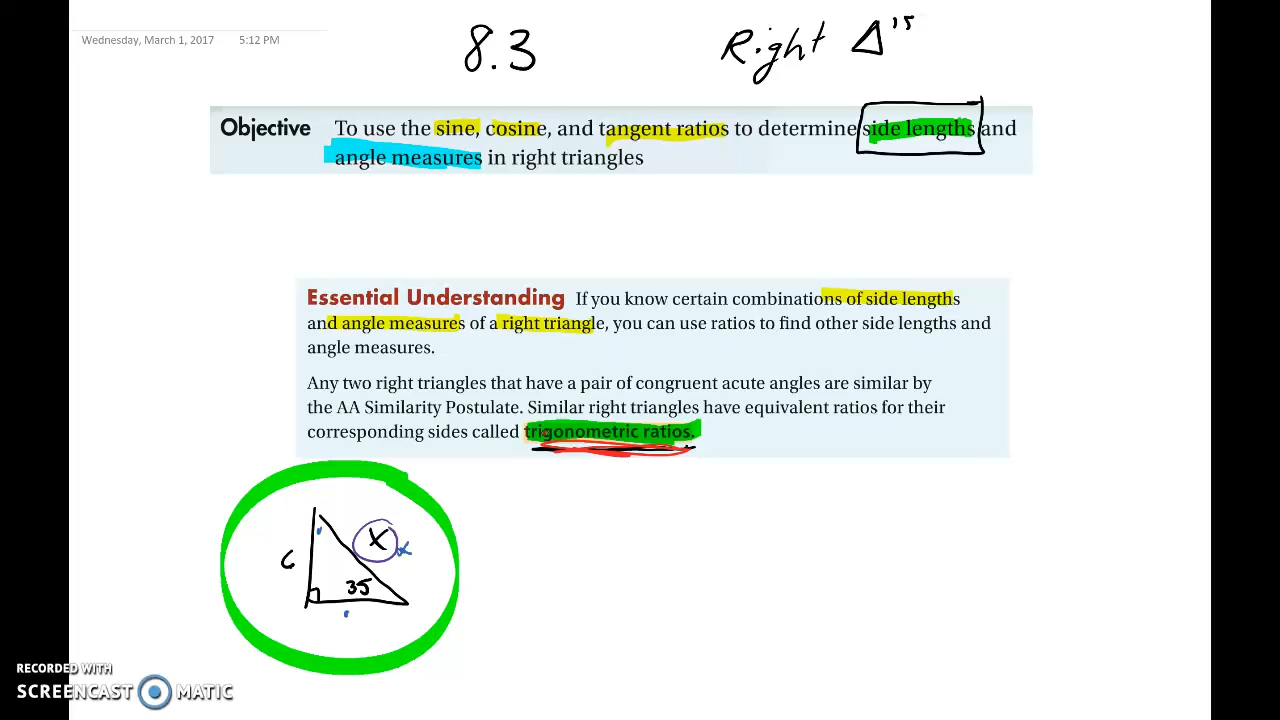 Wednesday, March 1, 2017 5:12 PM
8.3 Right Δ's
Objective To use the sine, cosine, and tangent ratios to determine side lengths and
angle measures in right triangles
Essential Understanding If you know certain combinations of side lengths
and angle measures of a right triangle, you can use ratios to find other side lengths and
angle measures.
Any two right triangles that have a pair of congruent acute angles are similar by
the AA Similarity Postulate. Similar right triangles have equivalent ratios for their
corresponding sides called trigonometric ratios.
x
6
35
RECORDED WITH
SCREENCAST MATIC